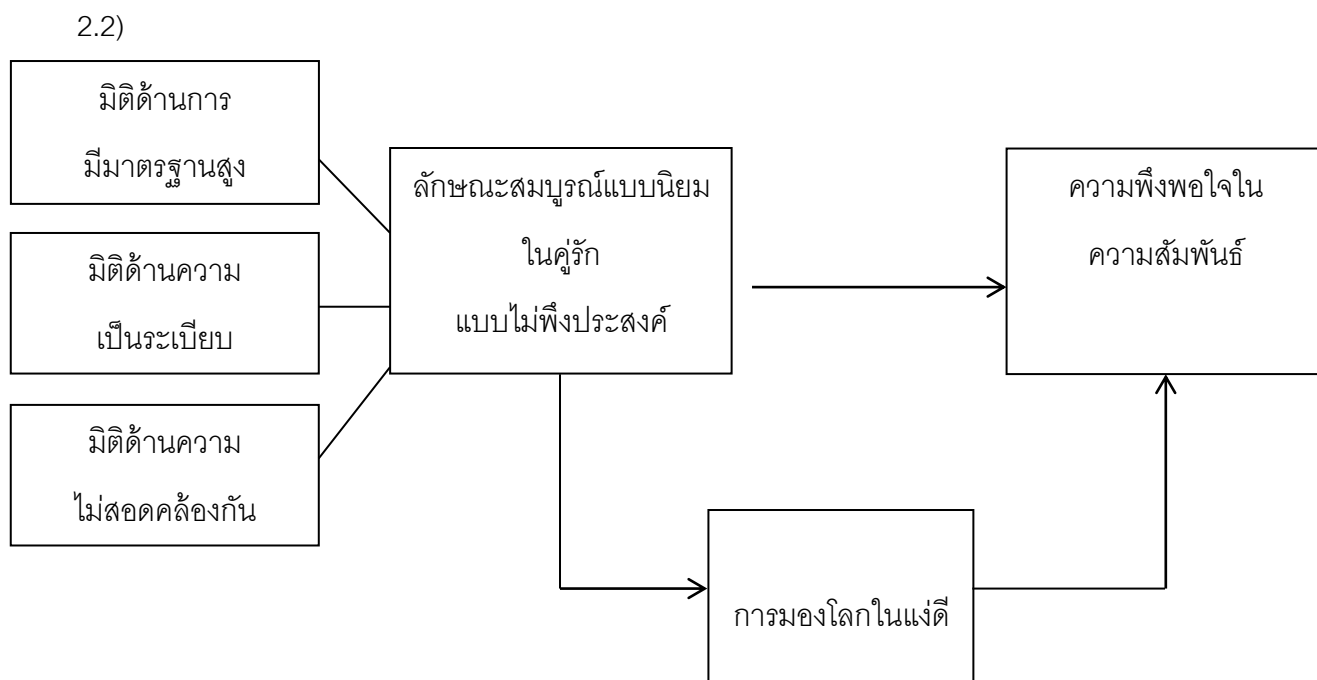 2.2)
มิติด้านการ
มีมาตรฐานสูง
มิติด้านความ
เป็นระเบียบ
มิติด้านความ
ไม่สอดคล้องกัน
ลักษณะสมบูรณ์แบบนิยม
ในคู่รัก
แบบไม่พึงประสงค์
การมองโลกในแง่ดี
ความพึงพอใจใน
ความสัมพันธ์